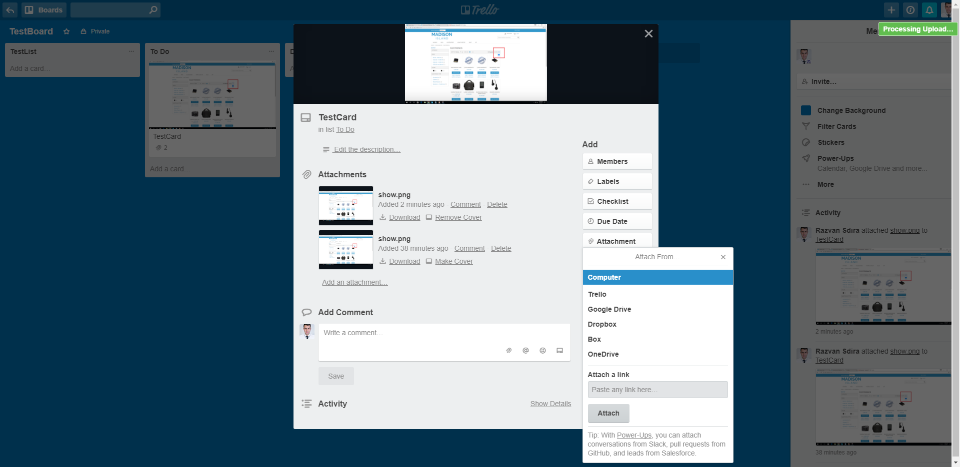 Boards
Trello
Processing Upload…
TestBoard
Private
Me
TestList
Add a card…
To Do
MADISON
TestCard
2
Add a card…
D
MADISON
TestCard
in list To Do
Edit the description…
Attachments
show.png
Added 2 minutes ago Comment Delete
Download Remove Cover
show.png
Added 38 minutes ago Comment Delete
Download Make Cover
Add an attachment…
Add Comment
Write a comment…
Save
Activity
Show Details
Add
Members
Labels
Checklist
Due Date
Attachment
Attach From
Computer
Trello
Google Drive
Dropbox
Box
OneDrive
Attach a link
Paste any link here…
Attach
Tip: With Power-Ups, you can attach
conversations from Slack, pull requests from
GitHub, and leads from Salesforce.
Invite…
Change Background
Filter Cards
Stickers
Power-Ups
Calendar, Google Drive and more…
More
Activity
Razvan Sdira attached show.png to
TestCard
2 minutes ago
Razvan Sdira attached show.png to
TestCard
38 minutes ago